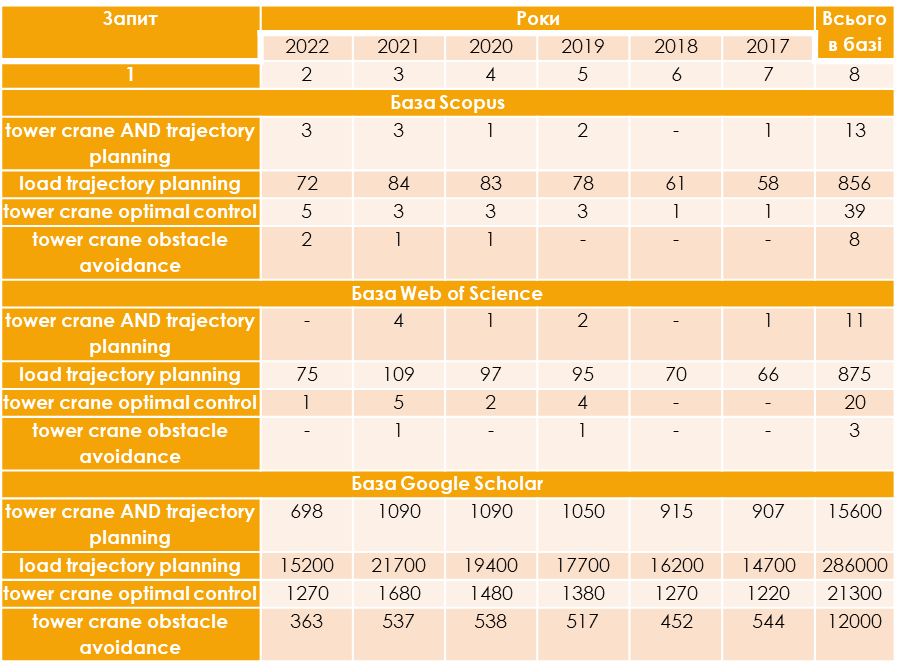 Запит Роки Всього в базі
2022 2021 2020 2019 2018 2017
1 2 3 4 5 6 7 8
База Scopus
tower crane AND trajectory planning 3 3 1 2 - 1 13
load trajectory planning 72 84 83 78 61 58 856
tower crane optimal control 5 3 3 3 1 1 39
tower crane obstacle avoidance 2 1 1 - - - 8
База Web of Science
tower crane AND trajectory planning - 4 1 2 - 1 11
load trajectory planning 75 109 97 95 70 66 875
tower crane optimal control 1 5 2 4 - - 20
tower crane obstacle avoidance - 1 - 1 - - 3
База Google Scholar
tower crane AND trajectory planning 698 1090 1090 1050 915 907 15600
load trajectory planning 15200 21700 19400 17700 16200 14700 286000
tower crane optimal control 1270 1680 1480 1380 1270 1220 21300
tower crane obstacle avoidance 363 537 538 517 452 544 12000